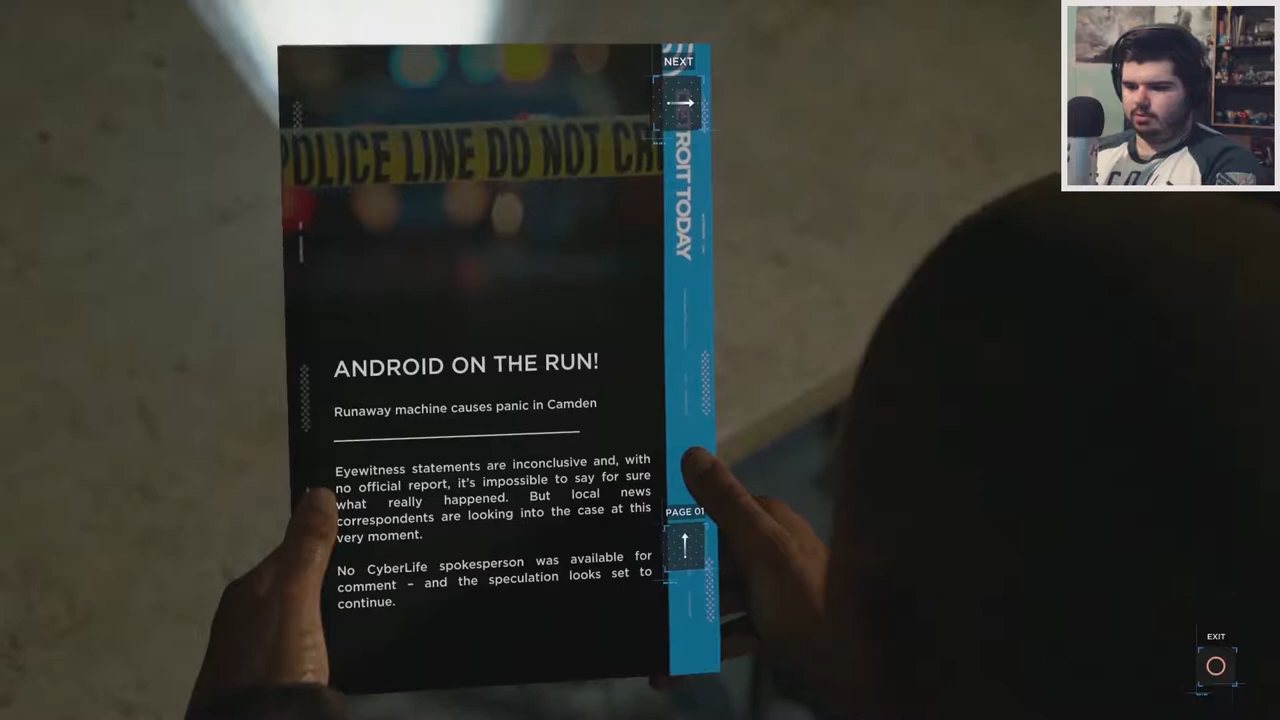 NEXT
POLICE LINE DO NOT
ROIT TODAY
ANDROID ON THE RUN!
Runaway machine causes panic in Camden
Eyewitness statements are inconclusive and, with
no official report, it's impossible to say for sure
what really happened. But local news
correspondents are looking into the case at this
very moment.
PAGE 01
No CyberLife spokesperson was available for
comment – and the speculation looks set to
continue.
EXIT